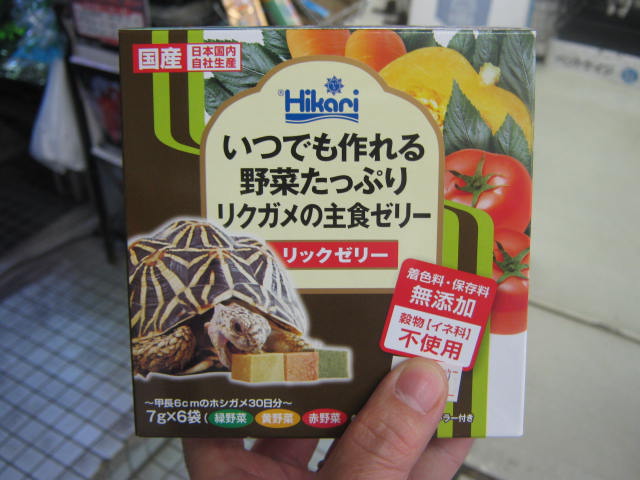 国産
日本国内
自社生産
Hikari
いつでも作れる
野菜たっぷり
リクガメの主食ゼリー
リックゼリー
着色料・保存料
無添加
穀物【イネ科】
不使用
〜甲長6cmのホシガメ30日分〜
7g×6袋(緑野菜 黄野菜 赤野菜
ラー付き